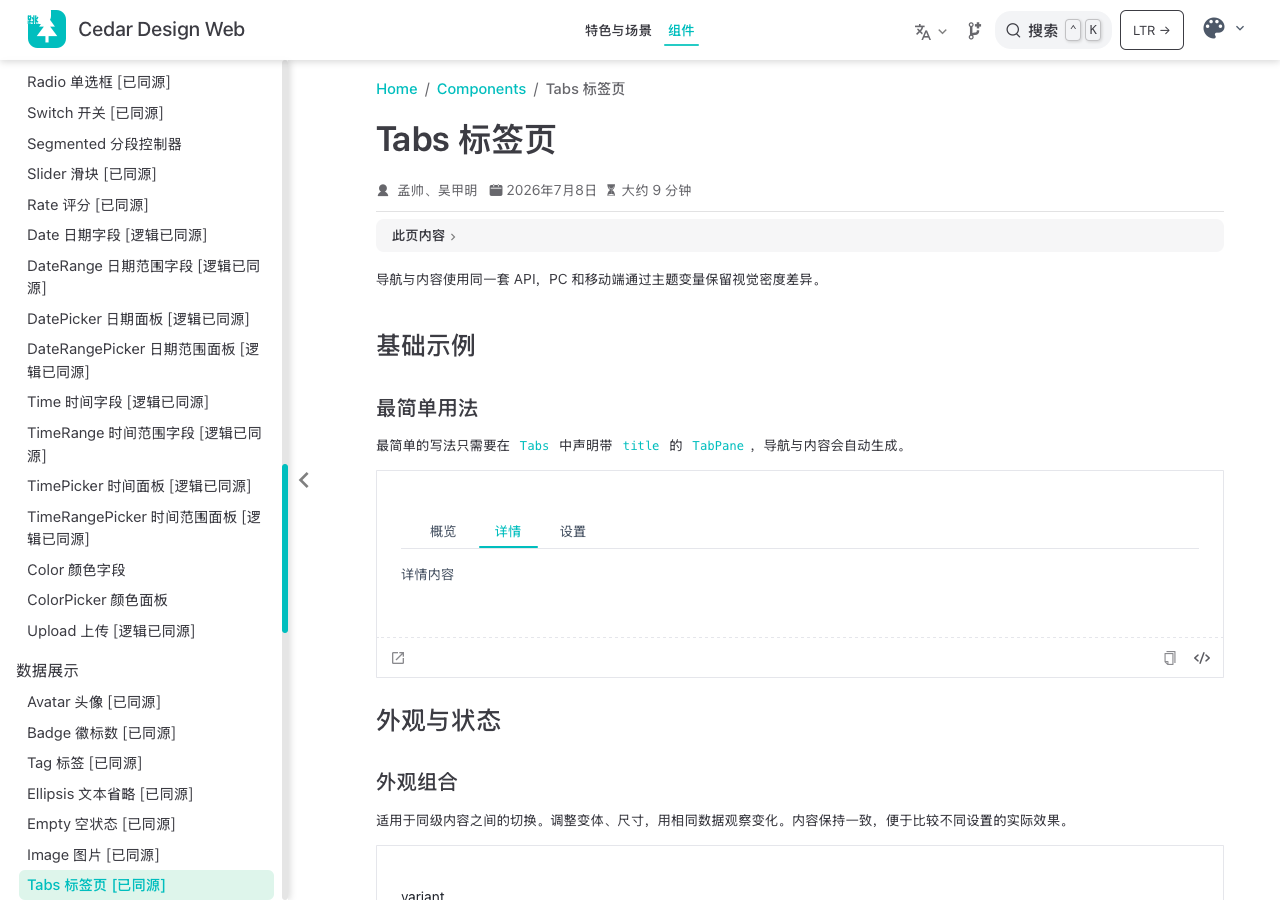 跳
Cedar Design Web
特色与场景
组件
搜索
^
K
LTR →
Radio 单选框 [已同源]
Switch 开关 [已同源]
Segmented 分段控制器
Slider 滑块 [已同源]
Rate 评分 [已同源]
Date 日期字段 [逻辑已同源]
DateRange 日期范围字段 [逻辑已同
源]
DatePicker 日期面板 [逻辑已同源]
DateRangePicker 日期范围面板 [逻
辑已同源]
Time 时间字段 [逻辑已同源]
TimeRange 时间范围字段 [逻辑已同
源]
TimePicker 时间面板 [逻辑已同源]
TimeRangePicker 时间范围面板 [逻
辑已同源]
Color 颜色字段
ColorPicker 颜色面板
Upload 上传 [逻辑已同源]
数据展示
Avatar 头像 [已同源]
Badge 徽标数 [已同源]
Tag 标签 [已同源]
Ellipsis 文本省略 [已同源]
Empty 空状态 [已同源]
Image 图片 [已同源]
Tabs 标签页 [已同源]
Home / Components / Tabs 标签页
Tabs 标签页
孟帅、吴甲明 2026年7月8日 大约 9 分钟
此页内容 ›
导航与内容使用同一套 API，PC 和移动端通过主题变量保留视觉密度差异。
基础示例
最简单用法
最简单的写法只需要在 Tabs 中声明带 title 的 TabPane ，导航与内容会自动生成。
概览 详情 设置
详情内容
外观与状态
外观组合
适用于同级内容之间的切换。调整变体、尺寸，用相同数据观察变化。内容保持一致，便于比较不同设置的实际效果。
variant